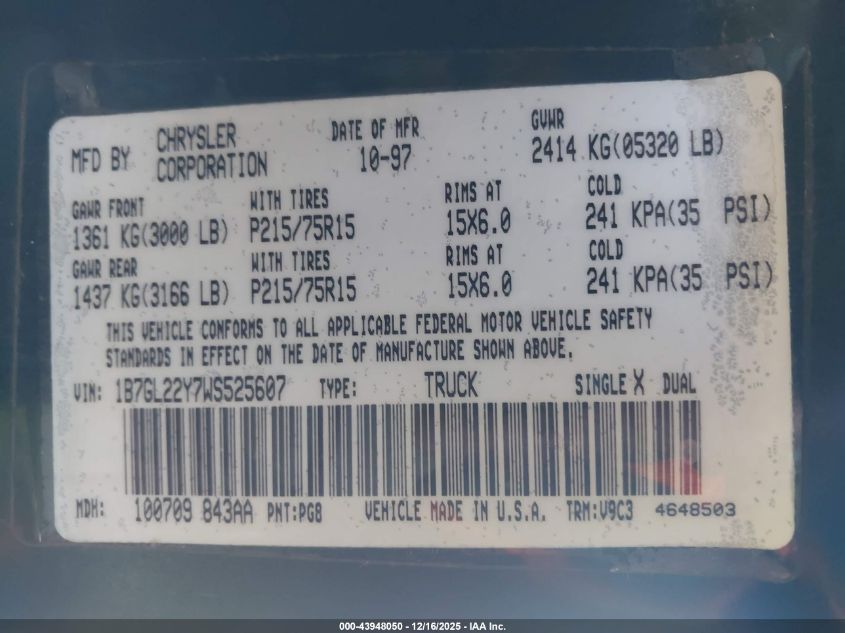 MFD BY CHRYSLER CORPORATION DATE OF MFR 10-97 GVWR 2414 KG(05320 LB)
GAWR FRONT WITH TIRES RIMS AT COLD
1361 KG(3000 LB) P215/75R15 15X6.0 241 KPA(35 PSI)
GAWR REAR WITH TIRES RIMS AT COLD
1437 KG(3166 LB) P215/75R15 15X6.0 241 KPA(35 PSI)
THIS VEHICLE CONFORMS TO ALL APPLICABLE FEDERAL MOTOR VEHICLE SAFETY
STANDARDS IN EFFECT ON THE DATE OF MANUFACTURE SHOWN ABOVE.
VIN: 1B7GL22Y7WS525607 TYPE: TRUCK SINGLE X DUAL
MDH: 100709 843AA PNT:PG8 VEHICLE MADE IN U.S.A. TRM:V9C3 4648503
000-43948050 - 12/16/2025 - IAA Inc.